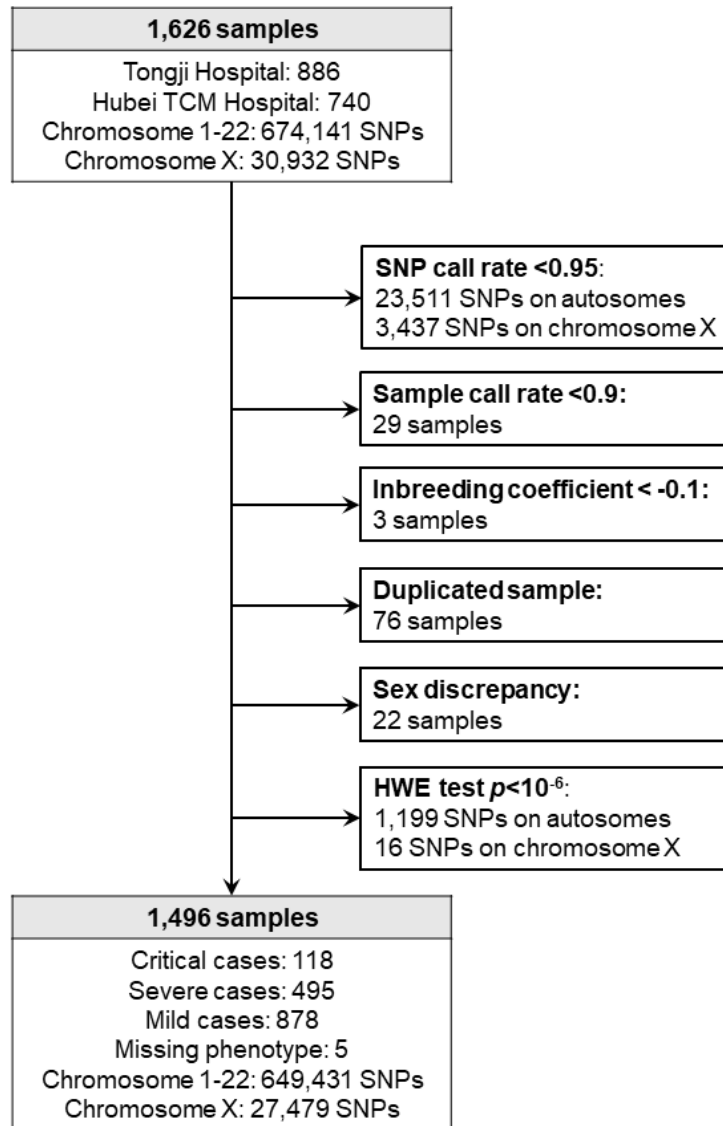 1,626 samples
Tongji Hospital: 886
Hubei TCM Hospital: 740
Chromosome 1-22: 674,141 SNPs
Chromosome X: 30,932 SNPs
SNP call rate <0.95:
23,511 SNPs on autosomes
3,437 SNPs on chromosome X
Sample call rate <0.9:
29 samples
Inbreeding coefficient < -0.1:
3 samples
Duplicated sample:
76 samples
Sex discrepancy:
22 samples
HWE test p<10⁻⁶:
1,199 SNPs on autosomes
16 SNPs on chromosome X
1,496 samples
Critical cases: 118
Severe cases: 495
Mild cases: 878
Missing phenotype: 5
Chromosome 1-22: 649,431 SNPs
Chromosome X: 27,479 SNPs